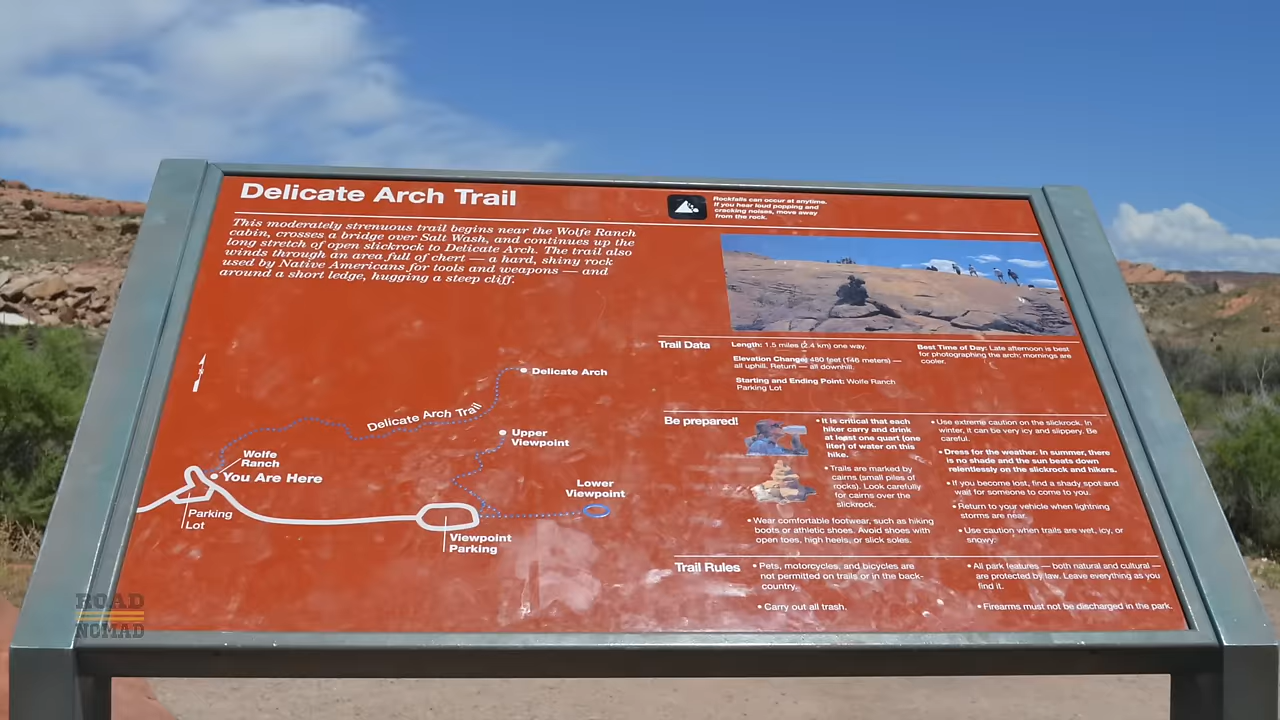 Delicate Arch Trail
Rockfalls can occur at anytime.
If you hear loud popping and
cracking noises, move away
from the rock.
This moderately strenuous trail begins near the Wolfe Ranch
cabin, crosses a bridge over Salt Wash, and continues up the
long stretch of open slickrock to Delicate Arch. The trail also
winds through an area full of chert — a hard, shiny rock
used by Native Americans for tools and weapons — and
around a short ledge, hugging a steep cliff.
Delicate Arch
Delicate Arch Trail
Upper
Viewpoint
Wolfe
Ranch
You Are Here
Lower
Viewpoint
Parking
Lot
Viewpoint
Parking
Trail Data
Length: 1.5 miles (2.4 km) one way.
Elevation Change: 480 feet (146 meters) —
all uphill. Return — all downhill.
Starting and Ending Point: Wolfe Ranch
Parking Lot
Best Time of Day: Late afternoon is best
for photographing the arch; mornings are
cooler.
Be prepared!
• It is critical that each
hiker carry and drink
at least one quart (one
liter) of water on this
hike.
• Trails are marked by
cairns (small piles of
rocks). Look carefully
for cairns over the
slickrock.
• Wear comfortable footwear, such as hiking
boots or athletic shoes. Avoid shoes with
open toes, high heels, or slick soles.
• Use extreme caution on the slickrock. In
winter, it can be very icy and slippery. Be
careful.
• Dress for the weather. In summer, there
is no shade and the sun beats down
relentlessly on the slickrock and hikers.
• If you become lost, find a shady spot and
wait for someone to come to you.
• Return to your vehicle when lightning
storms are near.
• Use caution when trails are wet, icy, or
snowy.
Trail Rules
• Pets, motorcycles, and bicycles are
not permitted on trails or in the back-
country.
• Carry out all trash.
• All park features — both natural and cultural —
are protected by law. Leave everything as you
find it.
• Firearms must not be discharged in the park.
ROAD
NOMAD